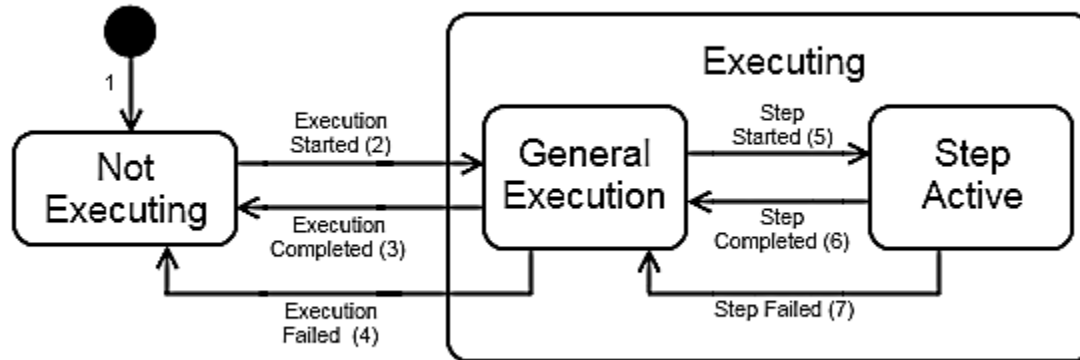 Executing
1
Execution
Started (2)
Step
Started (5)
Not
Executing
General
Execution
Step
Active
Execution
Completed (3)
Step
Completed (6)
Execution
Failed (4)
Step Failed (7)